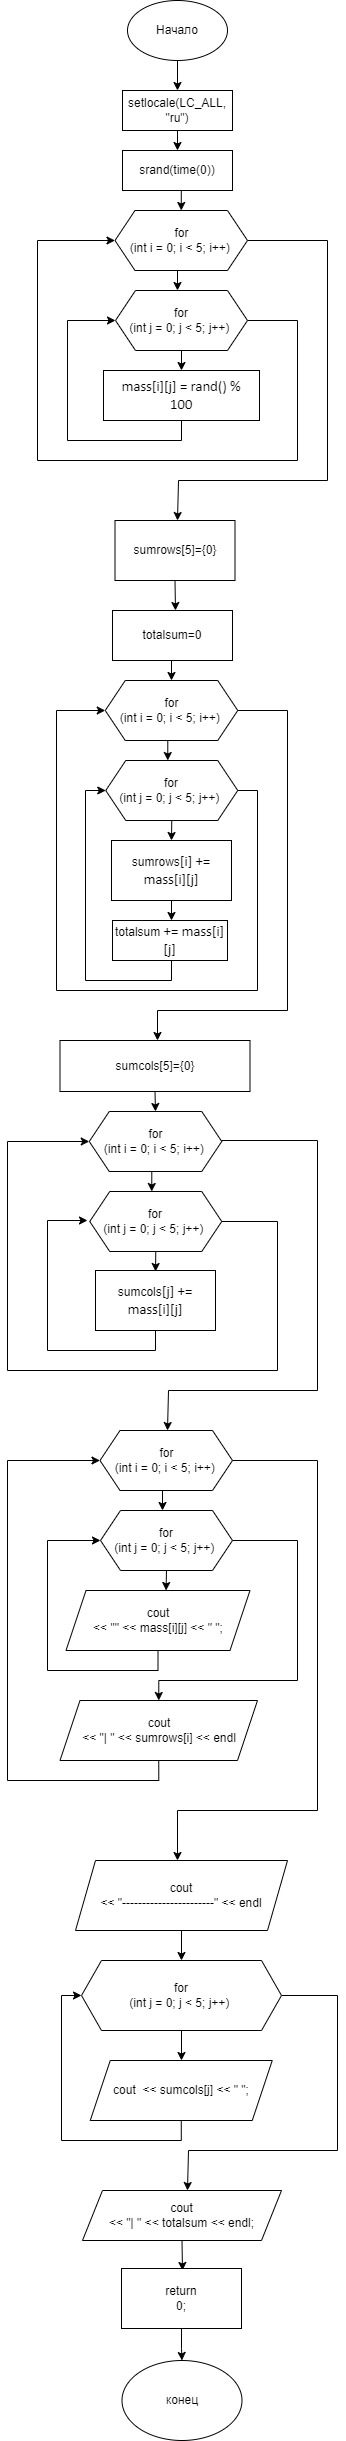 Начало
setlocale(LC_ALL,
"ru")
srand(time(0))
for
(int i = 0; i < 5; i++)
for
(int j = 0; j < 5; j++)
mass[i][j] = rand() %
100
sumrows[5]={0}
totalsum=0
for
(int i = 0; i < 5; i++)
for
(int j = 0; j < 5; j++)
sumrows[i] +=
mass[i][j]
totalsum += mass[i]
[j]
sumcols[5]={0}
for
(int i = 0; i < 5; i++)
for
(int j = 0; j < 5; j++)
sumcols[j] +=
mass[i][j]
for
(int i = 0; i < 5; i++)
for
(int j = 0; j < 5; j++)
cout
<< "" << mass[i][j] << " ";
cout
<< "| " << sumrows[i] << endl
cout
<< "-----------------------" << endl
for
(int j = 0; j < 5; j++)
cout << sumcols[j] << " ";
cout
<< "| " << totalsum << endl;
return
0;
конец